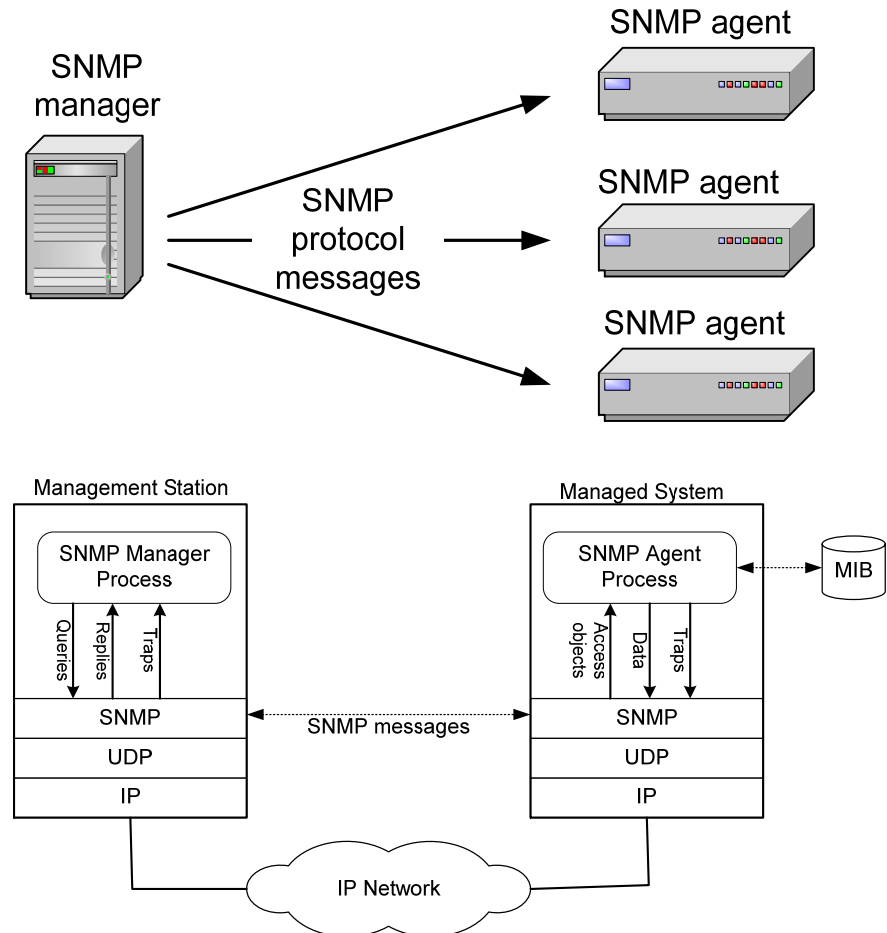 SNMP agent
SNMP
manager
SNMP agent
SNMP
protocol
messages
SNMP agent
Management Station
Managed System
SNMP Manager
Process
SNMP Agent
Process
MIB
Queries
Replies
Traps
Access
objects
Data
Traps
SNMP
SNMP messages
SNMP
UDP
UDP
IP
IP
IP Network